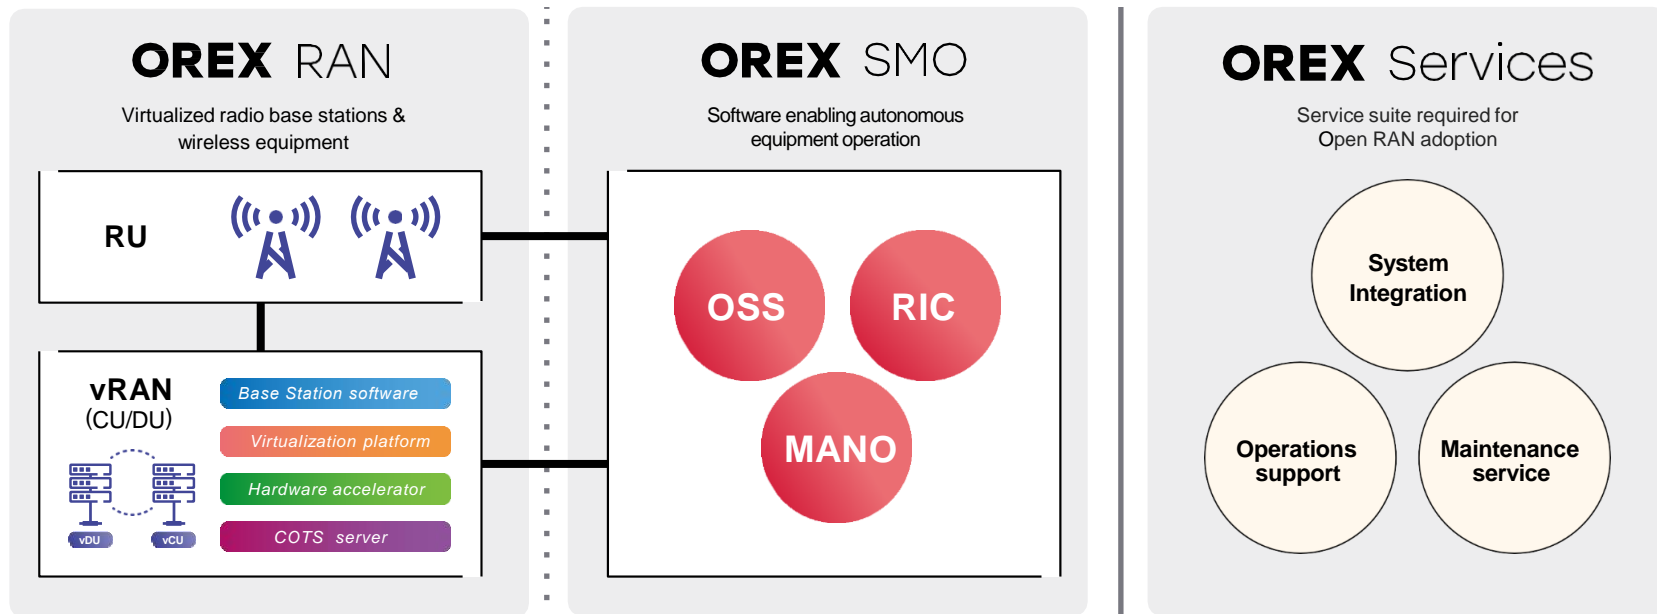 OREX RAN
Virtualized radio base stations &
wireless equipment
RU
vRAN
(CU/DU)
vDU
vCU
Base Station software
Virtualization platform
Hardware accelerator
COTS server
OREX SMO
Software enabling autonomous
equipment operation
OSS
RIC
MANO
OREX Services
Service suite required for
Open RAN adoption
System
Integration
Operations
support
Maintenance
service